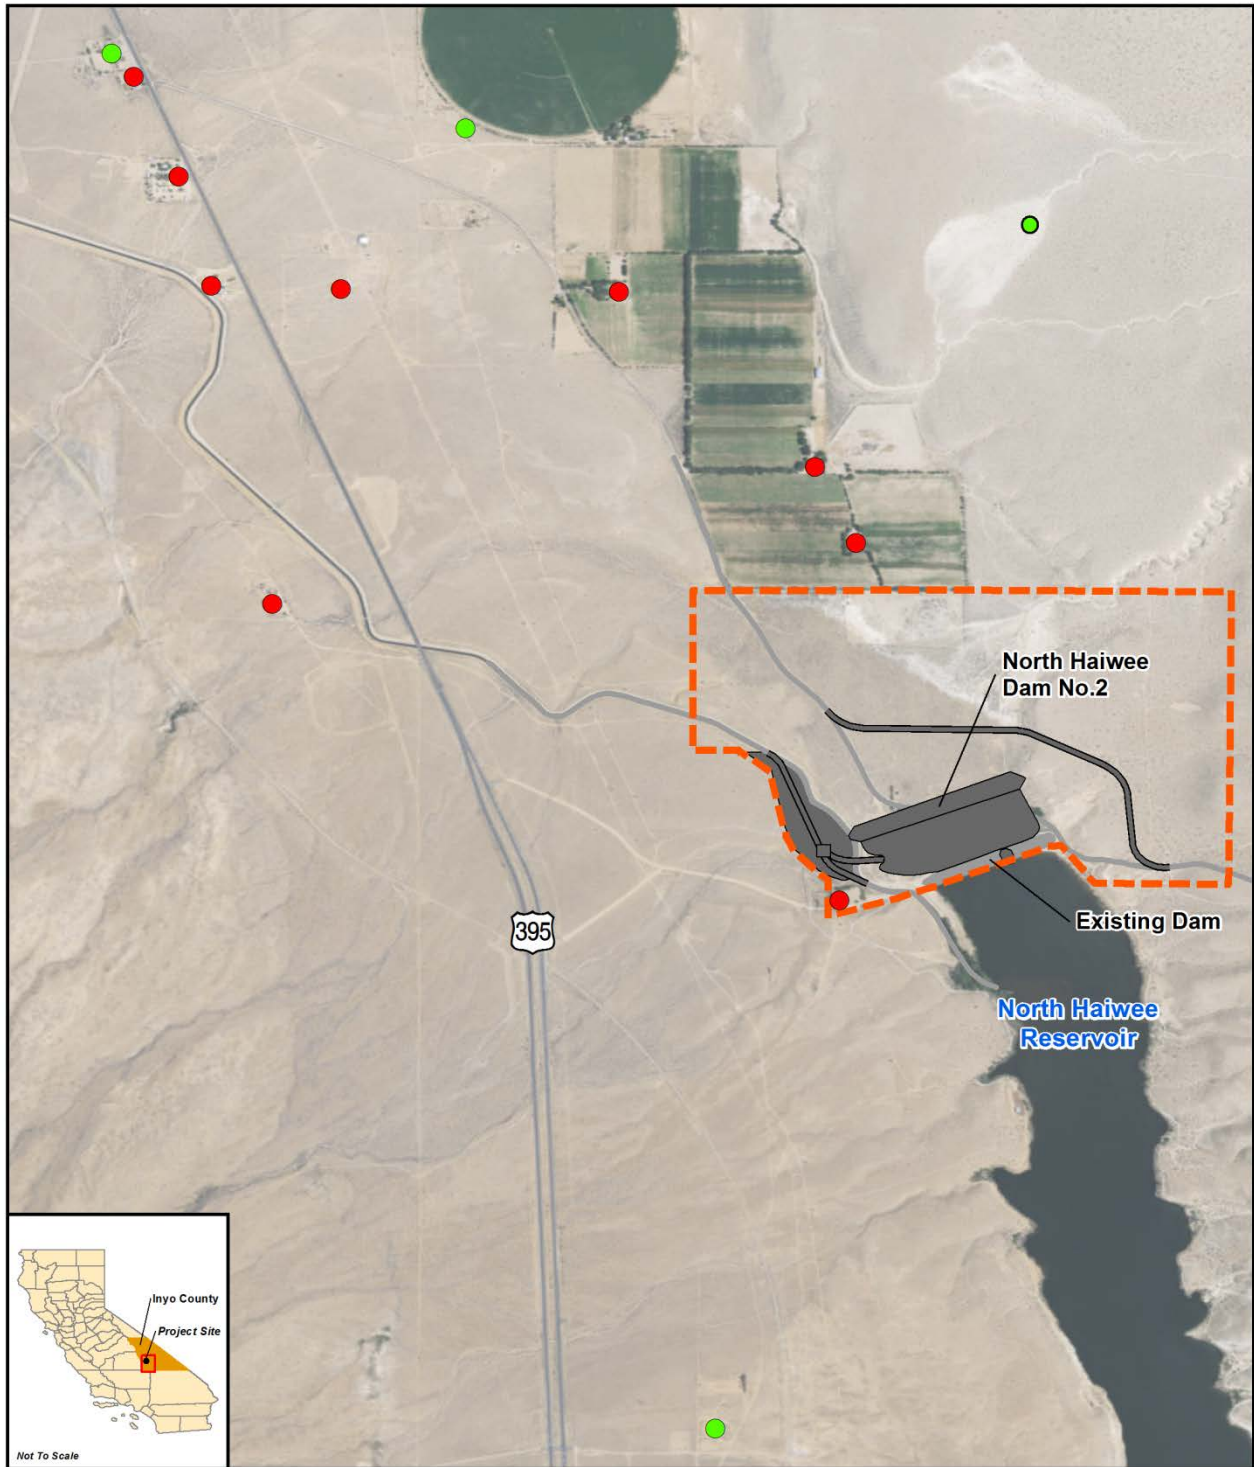 North Haiwee
Dam No.2
395
Existing Dam
North Haiwee
Reservoir
Inyo County
Project Site
Not To Scale